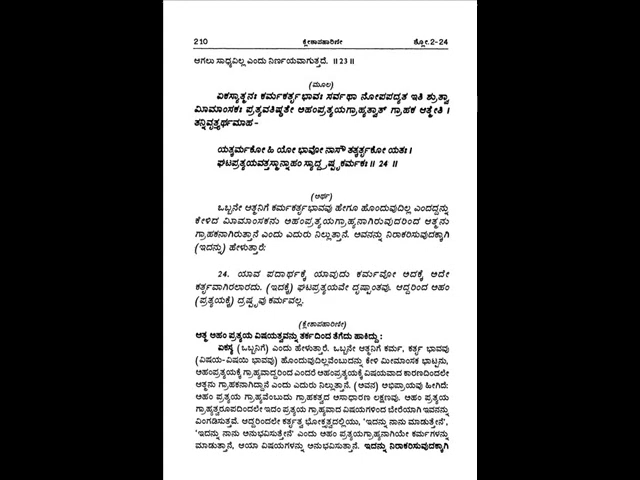 210 ಕ್ಲೇಶಾಪಹಾರಿಣೀ ಶ್ಲೋ.2-24
ಆಗಲು ಸಾಧ್ಯವಿಲ್ಲ ಎಂದು ನಿರ್ಣಯವಾಗುತ್ತದೆ. ॥ 23 ॥
(ಮೂಲ)
ಏಕಸ್ಯಾತ್ಮನಃ ಕರ್ಮಕರ್ತೃಭಾವಃ ಸರ್ವಥಾ ನೋಪಪದ್ಯತ ಇತಿ ಶ್ರುತ್ವಾ
ಮೀಮಾಂಸಕಃ ಪ್ರತ್ಯವತಿಷ್ಠತೇ ಅಹಂಪ್ರತ್ಯಯಗ್ರಾಹ್ಯತ್ವಾತ್ ಗ್ರಾಹಕ ಆತ್ಮೇತಿ ।
ತನ್ನಿವೃತ್ತ್ಯರ್ಥಮಾಹ-
ಯತ್ಕರ್ಮಕೋ ಹಿ ಯೋ ಭಾವೋ ನಾಸೌ ತತ್ಕರ್ತೃಕೋ ಯತಃ ।
ಘಟಪ್ರತ್ಯಯವತ್ತಸ್ಮಾನ್ನಾಹಂ ಸ್ಯಾದ್ದ್ರಷ್ಟೃಕರ್ಮಕಃ ॥ 24 ॥
(ಅರ್ಥ)
ಒಬ್ಬನೇ ಆತ್ಮನಿಗೆ ಕರ್ಮಕರ್ತೃಭಾವವು ಹೇಗೂ ಹೊಂದುವುದಿಲ್ಲ ಎಂದದ್ದನ್ನು
ಕೇಳಿದ ಮೀಮಾಂಸಕನು ಅಹಂಪ್ರತ್ಯಯಗ್ರಾಹ್ಯನಾಗಿರುವುದರಿಂದ ಆತ್ಮನು
ಗ್ರಾಹಕನಾಗಿರುತ್ತಾನೆ ಎಂದು ಎದುರು ನಿಲ್ಲುತ್ತಾನೆ. ಅವನನ್ನು ನಿರಾಕರಿಸುವುದಕ್ಕಾಗಿ
(ಇದನ್ನು) ಹೇಳುತ್ತಾರೆ:
24. ಯಾವ ಪದಾರ್ಥಕ್ಕೆ ಯಾವುದು ಕರ್ಮವೋ ಅದಕ್ಕೆ ಅದೇ
ಕರ್ತೃವಾಗಿರಲಾರದು. (ಇದಕ್ಕೆ) ಘಟಪ್ರತ್ಯಯವೇ ದೃಷ್ಟಾಂತವು. ಆದ್ದರಿಂದ ಅಹಂ
(ಪ್ರತ್ಯಯಕ್ಕೆ) ದ್ರಷ್ಟೃವು ಕರ್ಮವಲ್ಲ.
(ಕ್ಲೇಶಾಪಹಾರಿಣೀ)
ಆತ್ಮ ಅಹಂ ಪ್ರತ್ಯಯ ವಿಷಯತ್ವವನ್ನು ತರ್ಕದಿಂದ ತೆಗೆದು ಹಾಕಿದ್ದು :
ಏಕಸ್ಯ (ಒಬ್ಬನಿಗೆ) ಎಂದು ಹೇಳುತ್ತಾರೆ. ಒಬ್ಬನೇ ಆತ್ಮನಿಗೆ ಕರ್ಮ, ಕರ್ತೃ ಭಾವವು
(ವಿಷಯ-ವಿಷಯಿ ಭಾವವು) ಹೊಂದುವುದಿಲ್ಲವೆಂಬುದನ್ನು ಕೇಳಿ ಮೀಮಾಂಸಕ ಭಾಟ್ಟನು,
ಅಹಂಪ್ರತ್ಯಯಕ್ಕೆ ಗ್ರಾಹ್ಯವಾದ್ದರಿಂದ ಎಂದರೆ ಅಹಂಪ್ರತ್ಯಯಕ್ಕೆ ವಿಷಯವಾದ ಕಾರಣದಿಂದಲೇ
ಆತ್ಮನು ಗ್ರಾಹಕನಾಗಿದ್ದಾನೆ ಎಂದು ಎದುರು ನಿಲ್ಲುತ್ತಾನೆ. (ಅವನ) ಅಭಿಪ್ರಾಯವು ಹೀಗಿದೆ:
ಅಹಂ ಪ್ರತ್ಯಯ ಗ್ರಾಹ್ಯವೆಂಬುದು ಗ್ರಾಹಕತ್ವದ ಅಸಾಧಾರಣ ಲಕ್ಷಣವು. ಅಹಂ ಪ್ರತ್ಯಯ
ಗ್ರಾಹ್ಯತ್ವರೂಪದಿಂದಲೇ ಇದಂ ಪ್ರತ್ಯಯ ಗ್ರಾಹ್ಯವಾದ ವಿಷಯಗಳಿಂದ ಬೇರೆಯಾಗಿ ಇವನನ್ನು
ವಿಂಗಡಿಸುತ್ತವೆ. ಆದ್ದರಿಂದಲೇ ಕರ್ತೃತ್ವ ಭೋಕ್ತೃತ್ವದಲ್ಲಿಯು, 'ಇದನ್ನು ನಾನು ಮಾಡುತ್ತೇನೆ',
'ಇದನ್ನು ನಾನು ಅನುಭವಿಸುತ್ತೇನೆ' ಎಂದು ಅಹಂ ಪ್ರತ್ಯಯಗ್ರಾಹ್ಯನಾಗಿಯೇ ಕರ್ಮಗಳನ್ನು
ಮಾಡುತ್ತಾನೆ, ಆಯಾ ವಿಷಯಗಳನ್ನು ಅನುಭವಿಸುತ್ತಾನೆ. ಇದನ್ನು ನಿರಾಕರಿಸುವುದಕ್ಕಾಗಿ